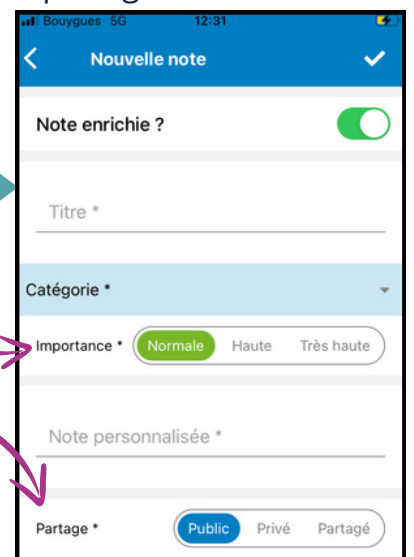 Bouygues 5G 12:31
Nouvelle note
Note enrichie ?
Titre *
Catégorie *
Importance * Normale Haute Très haute
Note personnalisée *
Partage * Public Privé Partagé